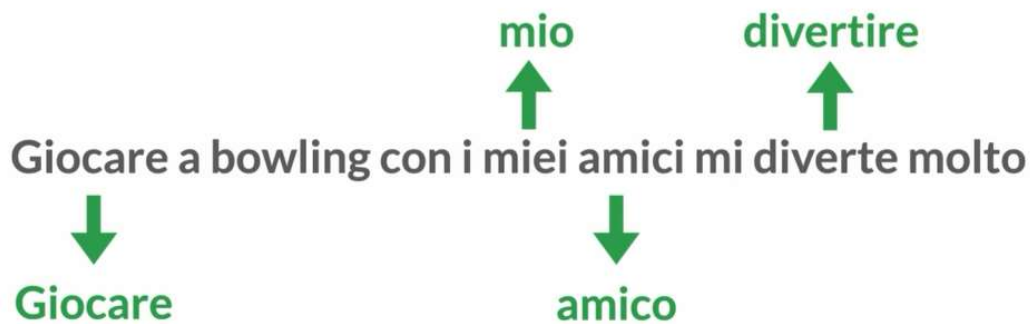 mio divertire
Giocare a bowling con i miei amici mi diverte molto
Giocare amico